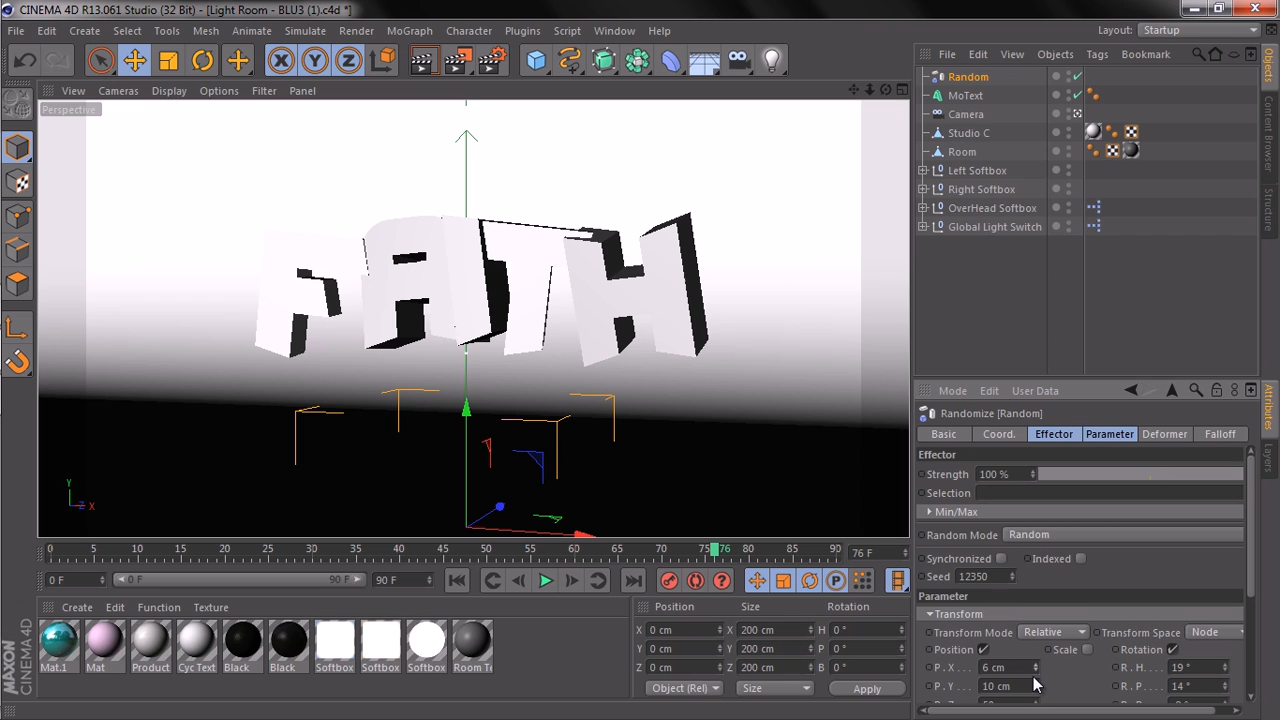 CINEMA 4D R13.061 Studio (32 Bit) - [Light Room - BLU3 (1).c4d *]
File Edit Create Select Tools Mesh Animate Simulate Render MoGraph Character Plugins Script Window Help Layout: Startup
File Edit View Objects Tags Bookmark
View Cameras Display Options Filter Panel
Perspective
Random
MoText
Camera
Studio C
Room
Left Softbox
Right Softbox
OverHead Softbox
Global Light Switch
Objects
Content Browser
Structure
FAITH
Y
Z X
Mode Edit User Data
Randomize [Random]
Basic Coord. Effector Parameter Deformer Falloff
Effector
Strength 100 %
Selection
Min/Max
Random Mode Random
Synchronized Indexed
Seed 12350
Parameter
Transform
Transform Mode Relative Transform Space Node
Position Scale Rotation
P . X . . . 6 cm R . H . 19 °
P . Y . . . 10 cm R . P . . 14 °
Attributes
Layers
0 5 10 15 20 25 30 35 40 45 50 55 60 65 70 75 76 80 85 90 76 F
0 F 0 F 90 F 90 F
Create Edit Function Texture
Mat.1 Mat Product Cyc Text Black Black Softbox Softbox Softbox Room Te
Position Size Rotation
X 0 cm X 200 cm H 0 °
Y 0 cm Y 200 cm P 0 °
Z 0 cm Z 200 cm B 0 °
Object (Rel) Size Apply
MAXON
CINEMA 4D